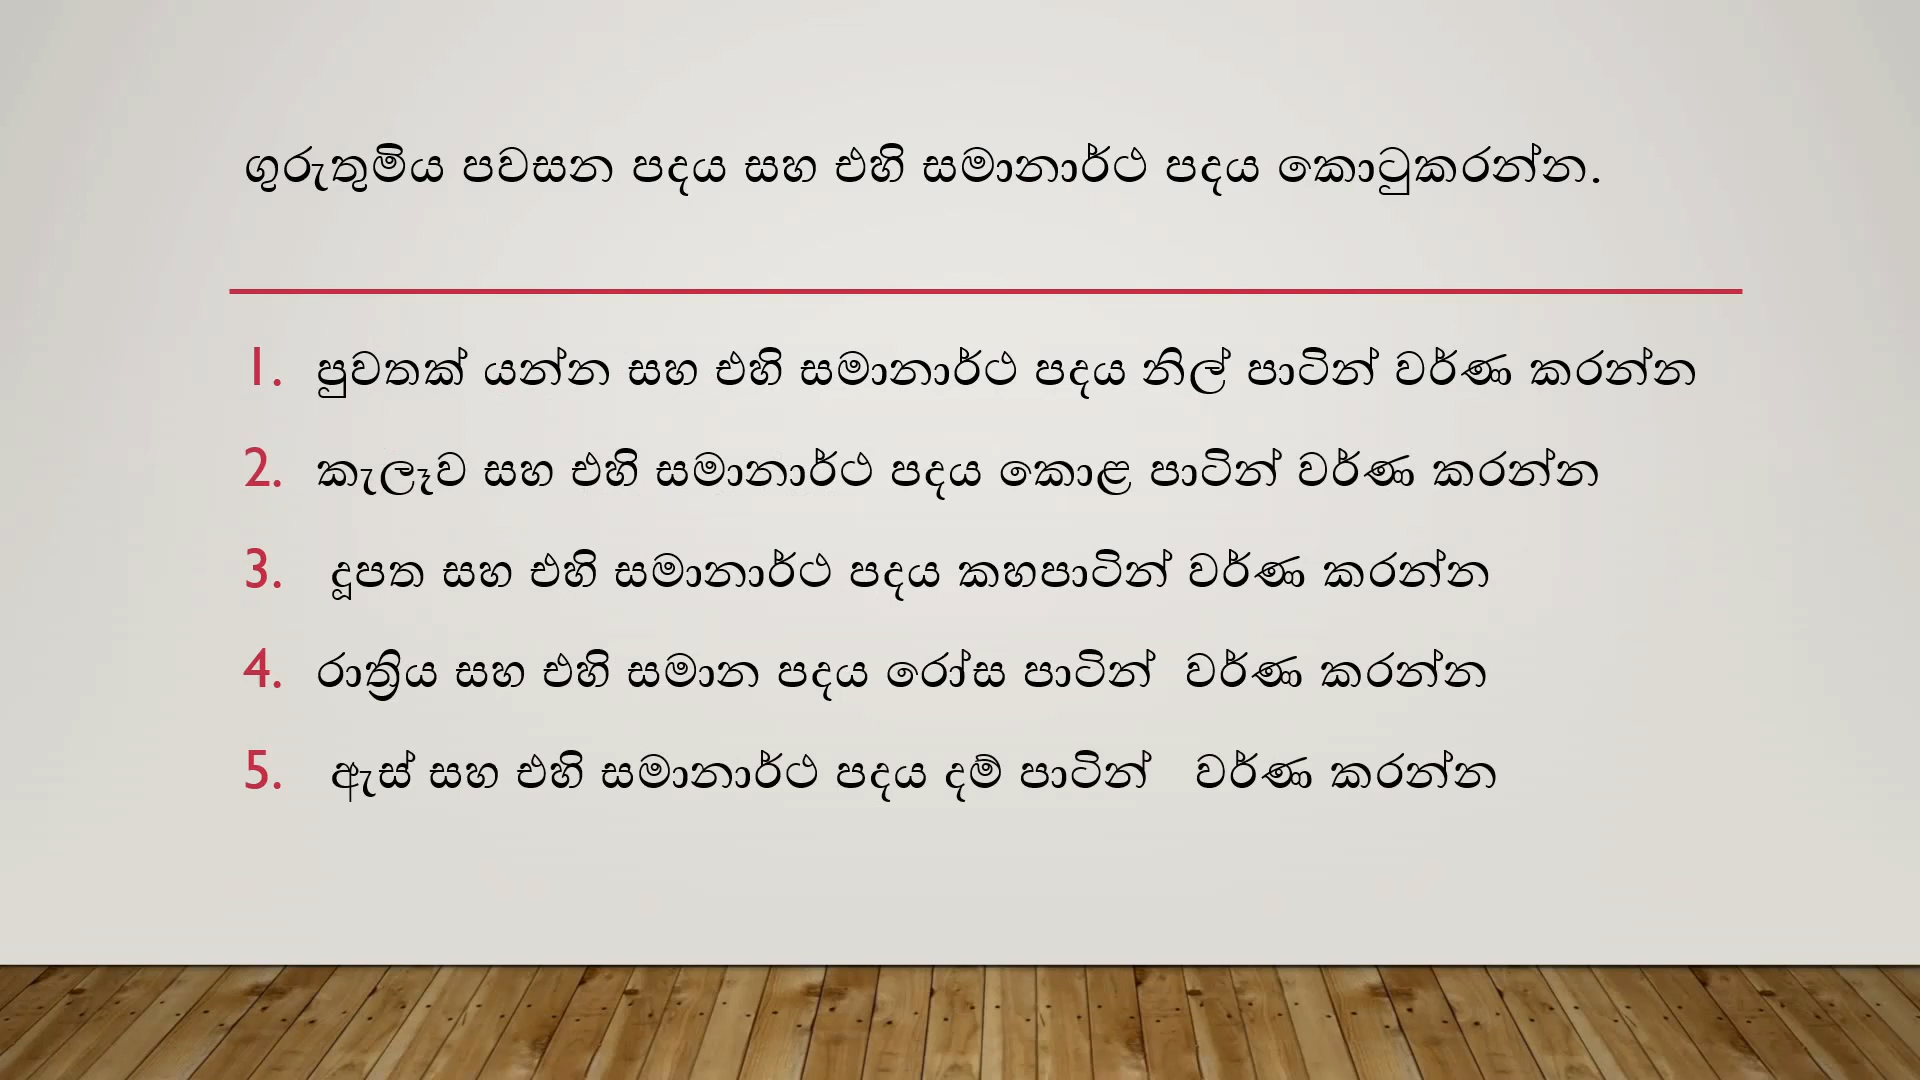 ගුරුතුමිය පවසන පදය සහ එහි සමානාර්ථ පදය කොටුකරන්න.
1. පුවතක් යන්න සහ එහි සමානාර්ථ පදය නිල් පාටින් වර්ණ කරන්න
2. කැලෑව සහ එහි සමානාර්ථ පදය කොළ පාටින් වර්ණ කරන්න
3. දූපත සහ එහි සමානාර්ථ පදය කහපාටින් වර්ණ කරන්න
4. රාත්‍රිය සහ එහි සමාන පදය රෝස පාටින් වර්ණ කරන්න
5. ඇස් සහ එහි සමානාර්ථ පදය දම් පාටින් වර්ණ කරන්න